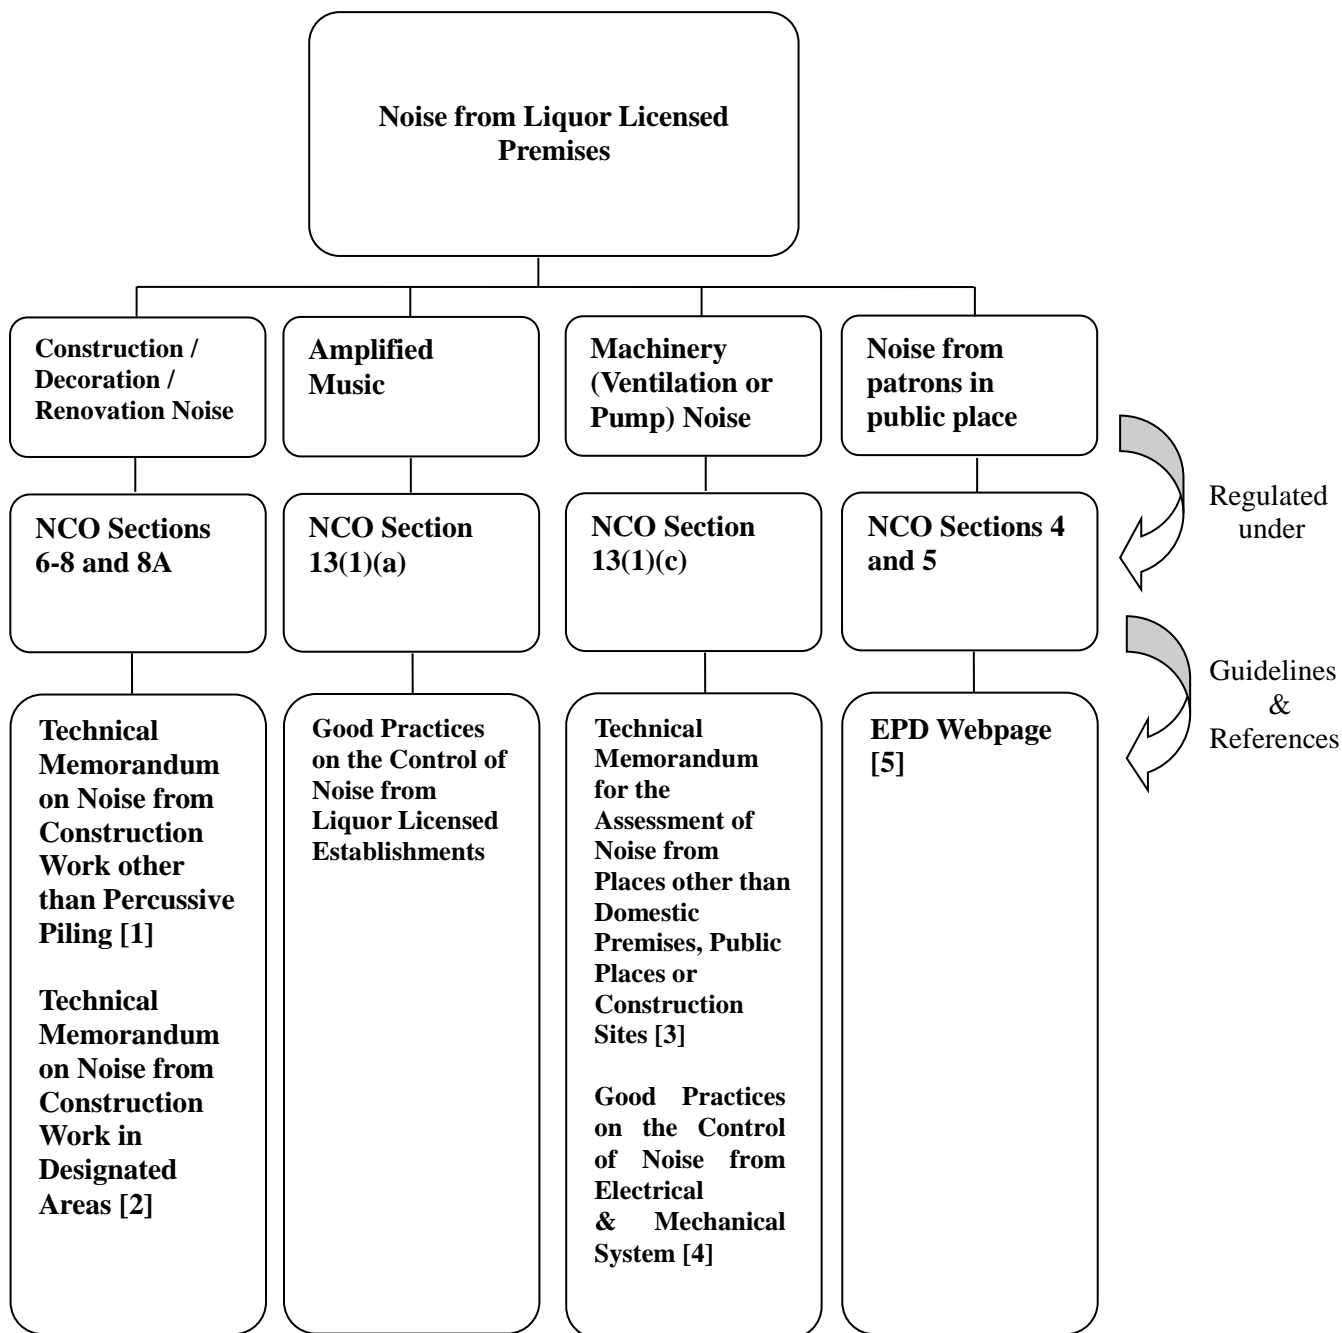 Noise from Liquor Licensed
Premises
Construction /
Decoration /
Renovation Noise
Amplified
Music
Machinery
(Ventilation or
Pump) Noise
Noise from
patrons in
public place
Regulated
under
NCO Sections
6-8 and 8A
NCO Section
13(1)(a)
NCO Section
13(1)(c)
NCO Sections 4
and 5
Guidelines
&
References
Technical
Memorandum
on Noise from
Construction
Work other
than Percussive
Piling [1]
Technical
Memorandum
on Noise from
Construction
Work in
Designated
Areas [2]
Good Practices
on the Control of
Noise from
Liquor Licensed
Establishments
Technical
Memorandum
for the
Assessment of
Noise from
Places other than
Domestic
Premises, Public
Places or
Construction
Sites [3]
Good Practices
on the Control
of Noise from
Electrical
& Mechanical
System [4]
EPD Webpage
[5]